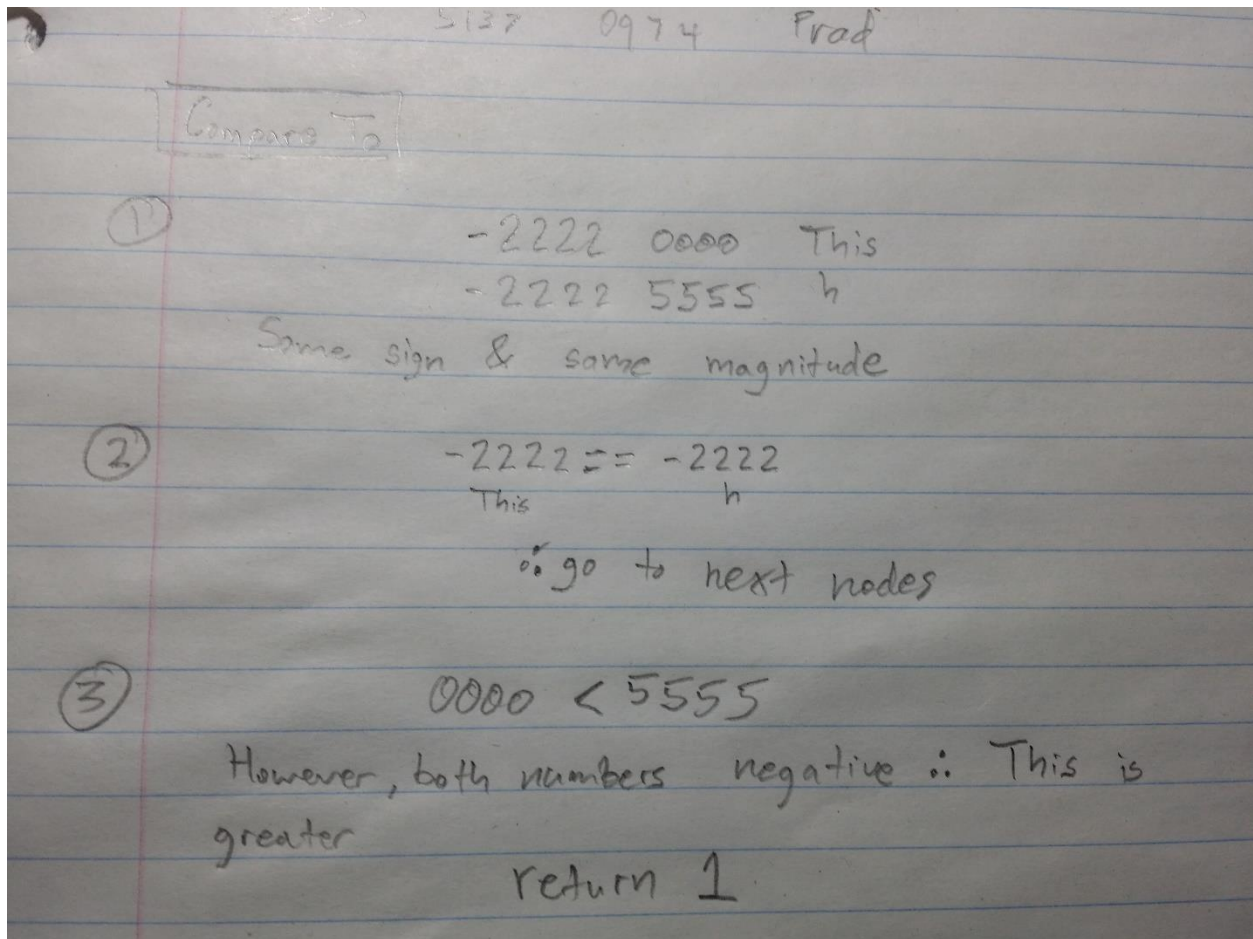 5137 0974 Prod
Compare To
1 -2222 0000 This
-2222 5555 h
Same sign & same magnitude
2 -2222 == -2222
This h
∴ go to next nodes
3 0000 < 5555
However, both numbers negative ∴ This is
greater
return 1